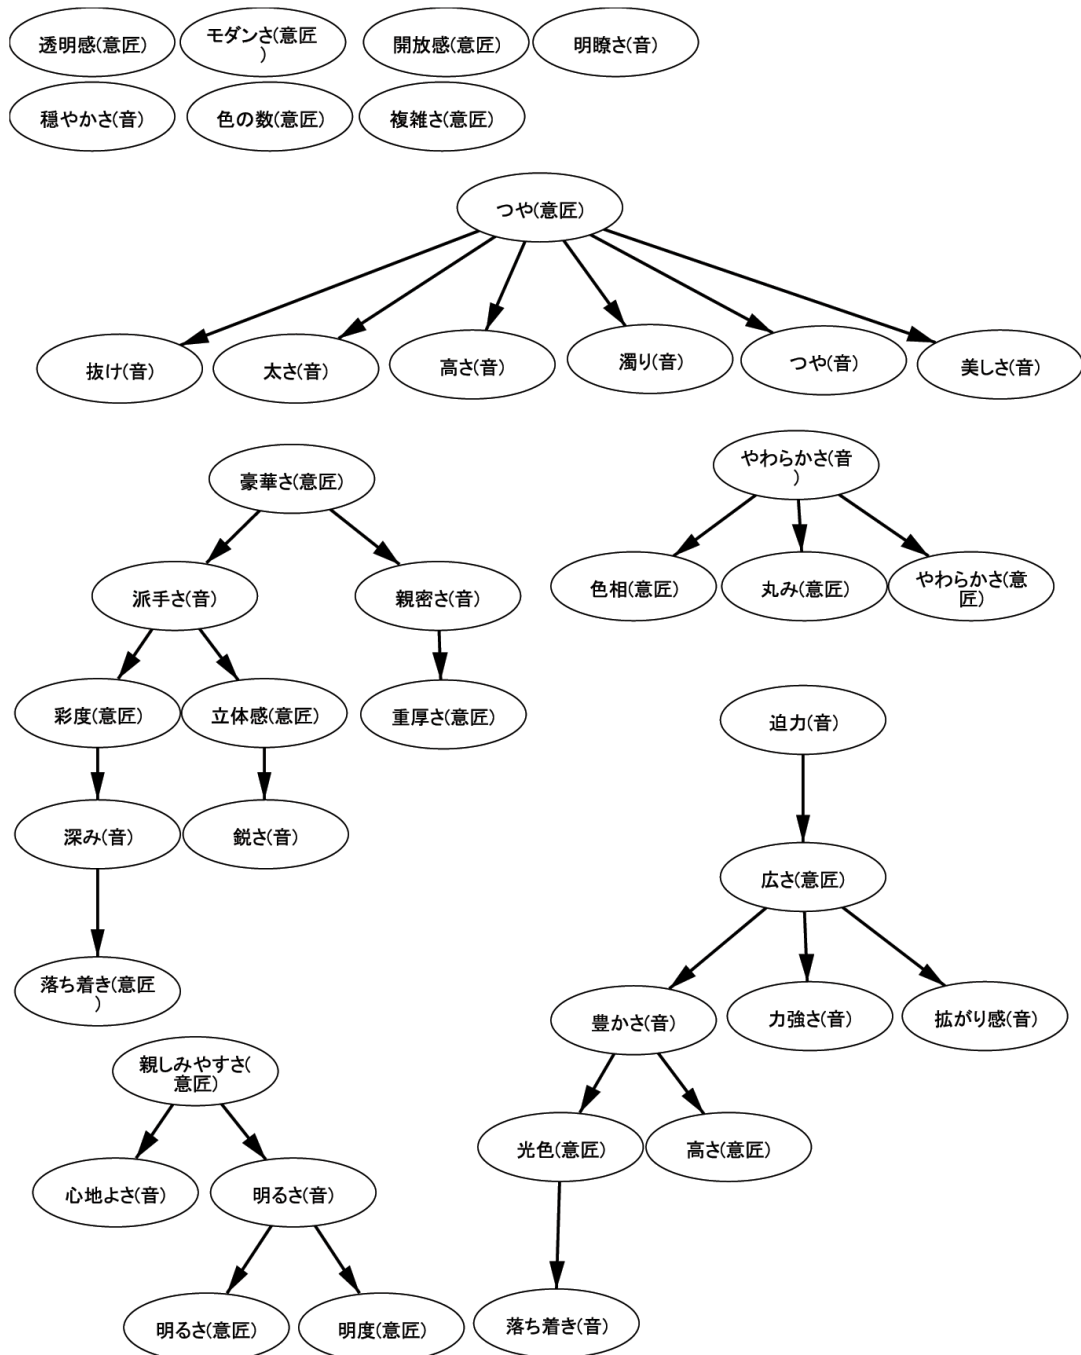 透明感(意匠)
モダンさ(意匠
)
開放感(意匠)
明瞭さ(音)
穏やかさ(音)
色の数(意匠)
複雑さ(意匠)
つや(意匠)
抜け(音)
太さ(音)
高さ(音)
濁り(音)
つや(音)
美しさ(音)
豪華さ(意匠)
やわらかさ(音
)
派手さ(音)
親密さ(音)
色相(意匠)
丸み(意匠)
やわらかさ(意
匠)
彩度(意匠)
立体感(意匠)
重厚さ(意匠)
迫力(音)
深み(音)
鋭さ(音)
広さ(意匠)
落ち着き(意匠
)
豊かさ(音)
力強さ(音)
拡がり感(音)
親しみやすさ(
意匠)
光色(意匠)
高さ(意匠)
心地よさ(音)
明るさ(音)
明るさ(意匠)
明度(意匠)
落ち着き(音)